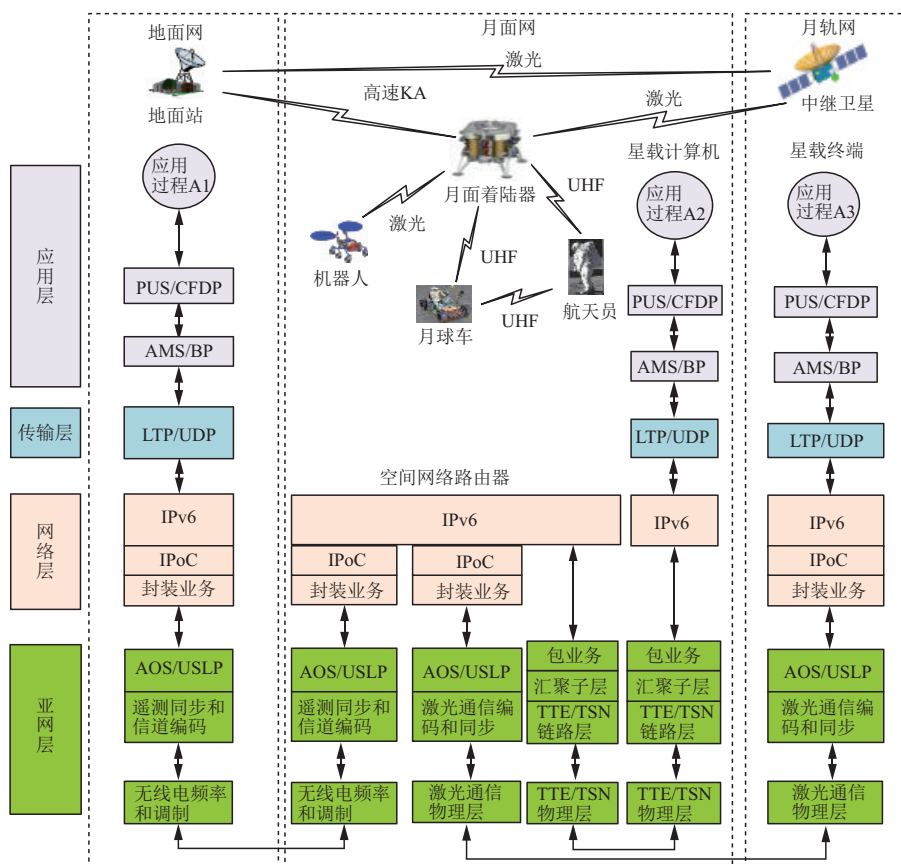 地面网
月面网
月轨网
激光
高速KA
激光
地面站
中继卫星
月面着陆器
星载计算机
星载终端
应用
过程A1
UHF
应用
过程A2
应用
过程A3
激光
机器人
UHF
月球车
UHF
航天员
应用层
PUS/CFDP
PUS/CFDP
PUS/CFDP
AMS/BP
AMS/BP
AMS/BP
传输层
LTP/UDP
LTP/UDP
LTP/UDP
空间网络路由器
网络层
IPv6
IPv6
IPv6
IPv6
IPoC
IPoC
IPoC
IPoC
封装业务
封装业务
封装业务
封装业务
亚网层
AOS/USLP
遥测同步和
信道编码
AOS/USLP
遥测同步和
信道编码
AOS/USLP
激光通信编
码和同步
包业务
汇聚子层
TTE/TSN
链路层
包业务
汇聚子层
TTE/TSN
链路层
AOS/USLP
激光通信编
码和同步
无线电频率
和调制
无线电频率
和调制
激光通信
物理层
TTE/TSN
物理层
TTE/TSN
物理层
激光通信
物理层